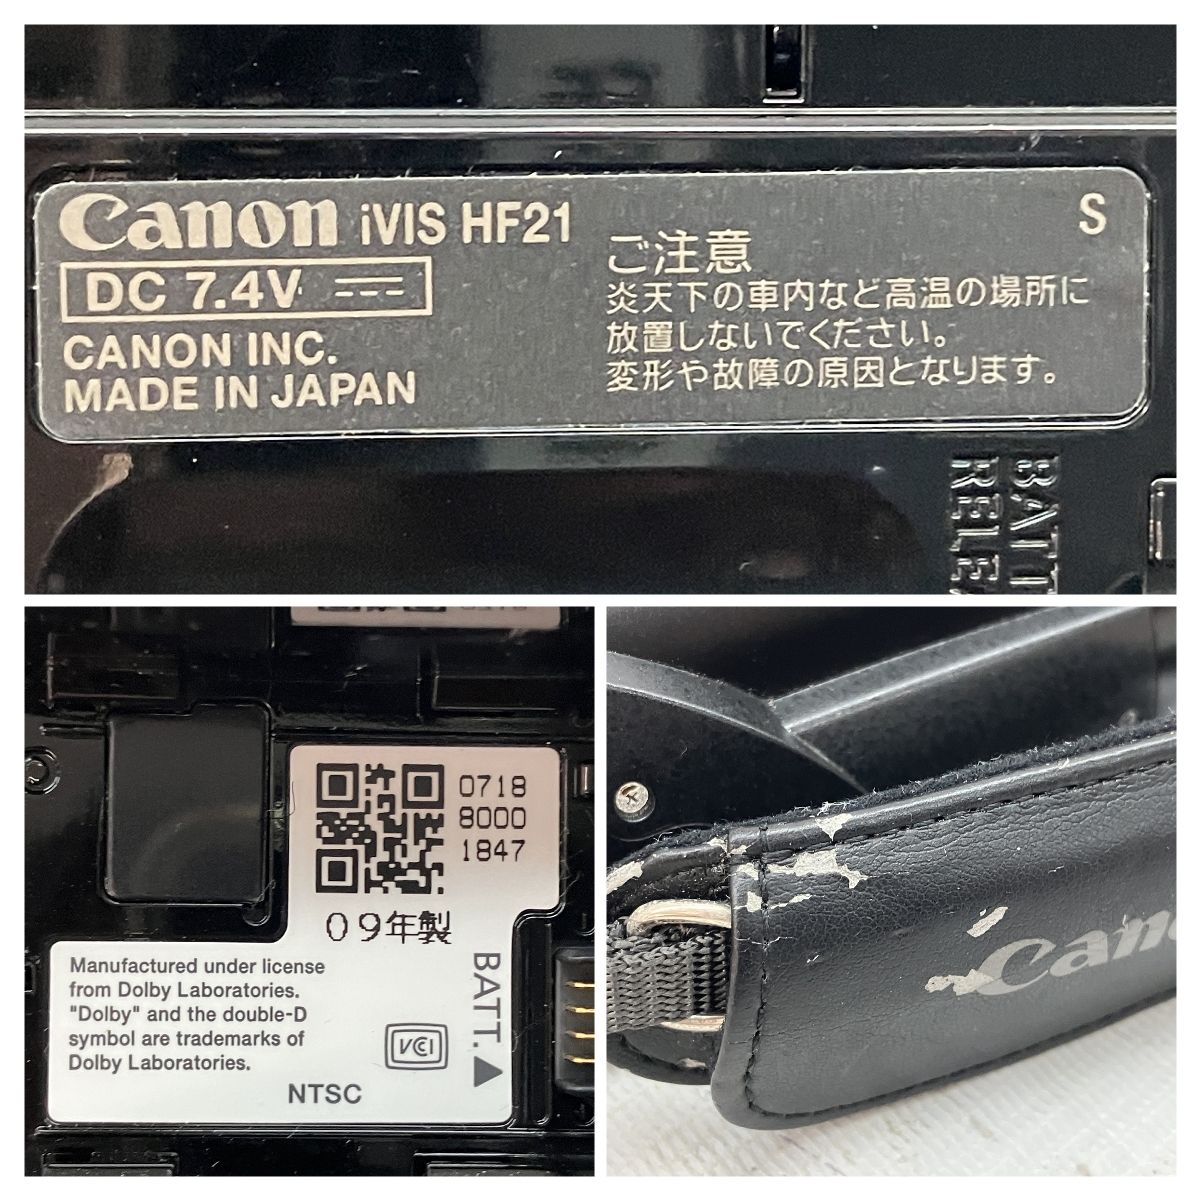 Canon iVIS HF21
DC 7.4V
CANON INC.
MADE IN JAPAN
S
ご注意
炎天下の車内など高温の場所に
放置しないでください。
変形や故障の原因となります。
BATT
RELE
0718
8000
1847
09年製
Manufactured under license
from Dolby Laboratories.
"Dolby" and the double-D
symbol are trademarks of
Dolby Laboratories.
VCI
NTSC
BATT.
Canon